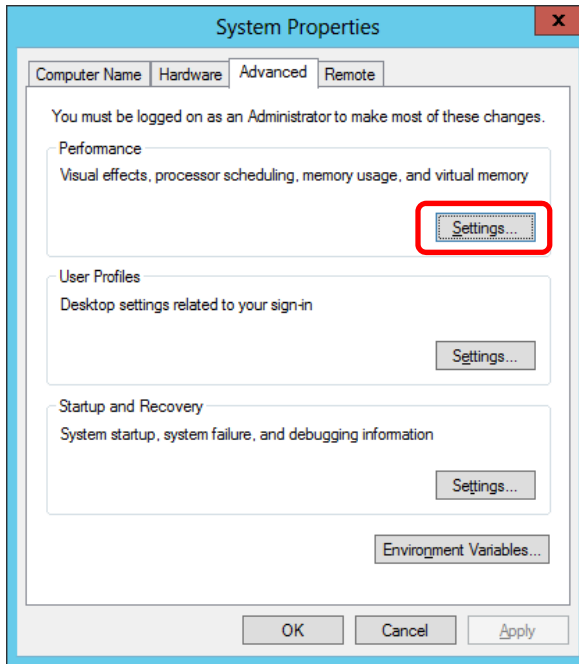 System Properties
x
Computer Name Hardware Advanced Remote
You must be logged on as an Administrator to make most of these changes.
Performance
Visual effects, processor scheduling, memory usage, and virtual memory
Settings...
User Profiles
Desktop settings related to your sign-in
Settings...
Startup and Recovery
System startup, system failure, and debugging information
Settings...
Environment Variables...
OK Cancel Apply